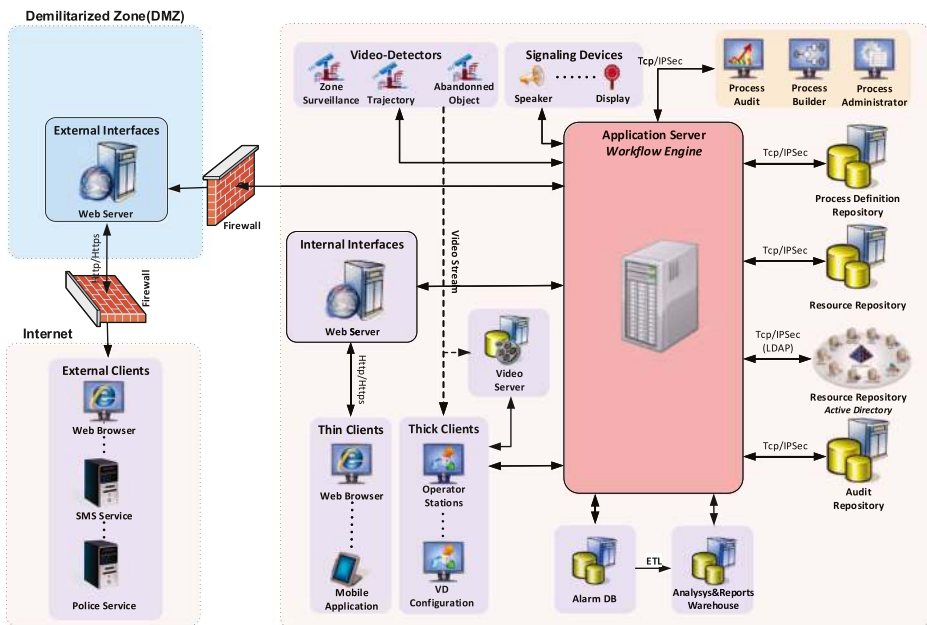 Demilitarized Zone(DMZ)
External Interfaces
Web Server
Http/Https
Firewall
Firewall
Internet
External Clients
Web Browser
SMS Service
Police Service
Video-Detectors
Zone
Surveillance
Trajectory
Abandonned
Object
Signaling Devices
Speaker
Display
Tcp/IPSec
Process
Audit
Process
Builder
Process
Administrator
Application Server
Workflow Engine
Tcp/IPSec
Process Definition
Repository
Tcp/IPSec
Resource Repository
Tcp/IPSec
(LDAP)
Resource Repository
Active Directory
Tcp/IPSec
Audit
Repository
Internal Interfaces
Web Server
Http/Https
Video Stream
Video
Server
Thin Clients
Web Browser
Mobile
Application
Thick Clients
Operator
Stations
VD
Configuration
Alarm DB
ETL
Analysys&Reports
Warehouse